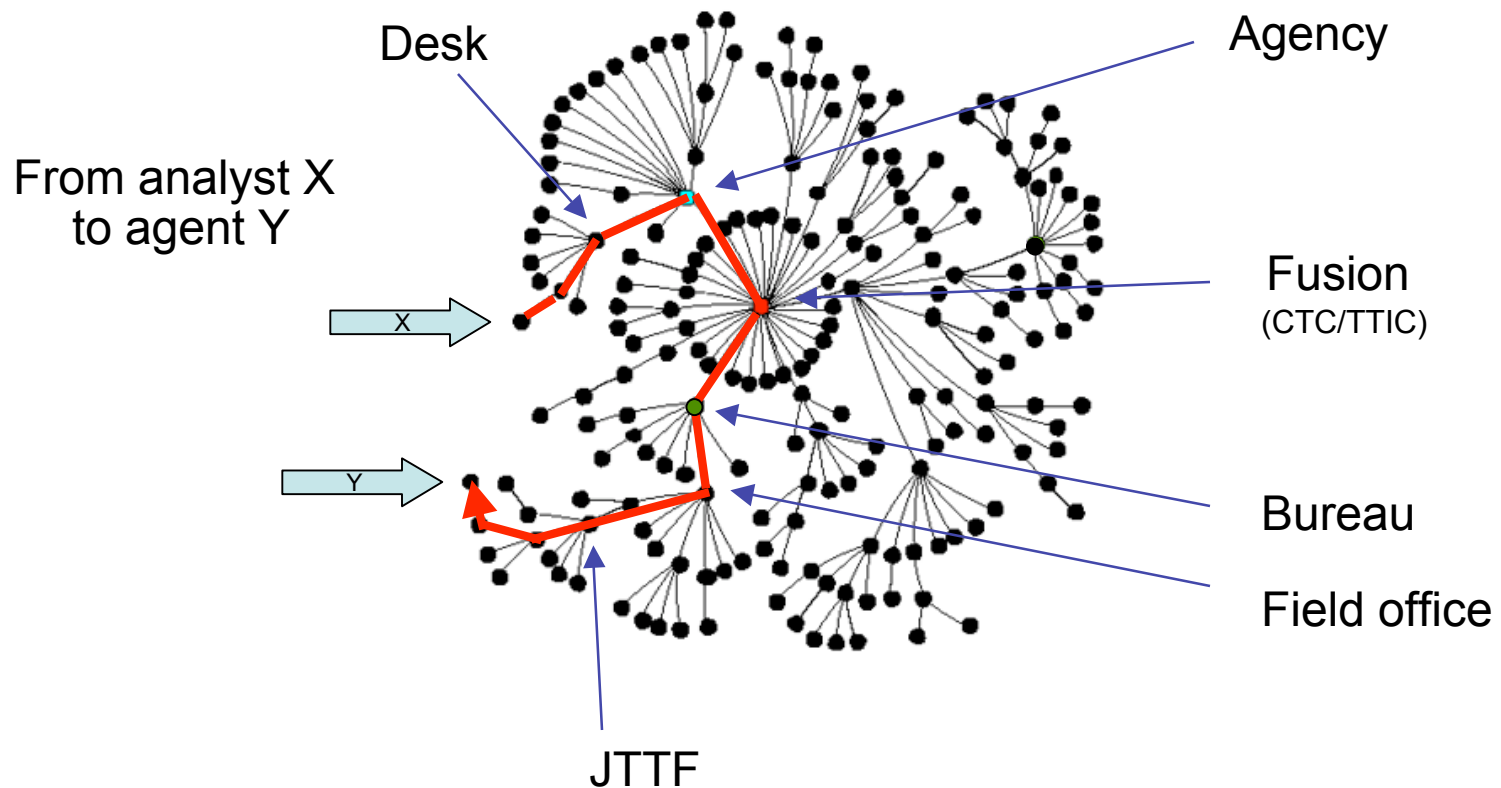 Desk
Agency
From analyst X
to agent Y
Fusion
(CTC/TTIC)
X
Y
Bureau
Field office
JTTF